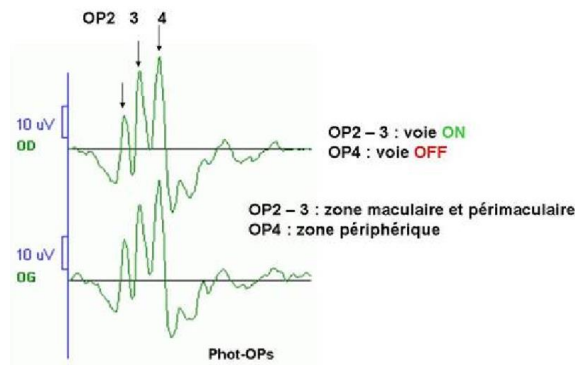 OP2 3 4
10 uV
OD
OP2 – 3 : voie ON
OP4 : voie OFF
OP2 – 3 : zone maculaire et périmaculaire
OP4 : zone périphérique
10 uV
OG
Phot-OPs